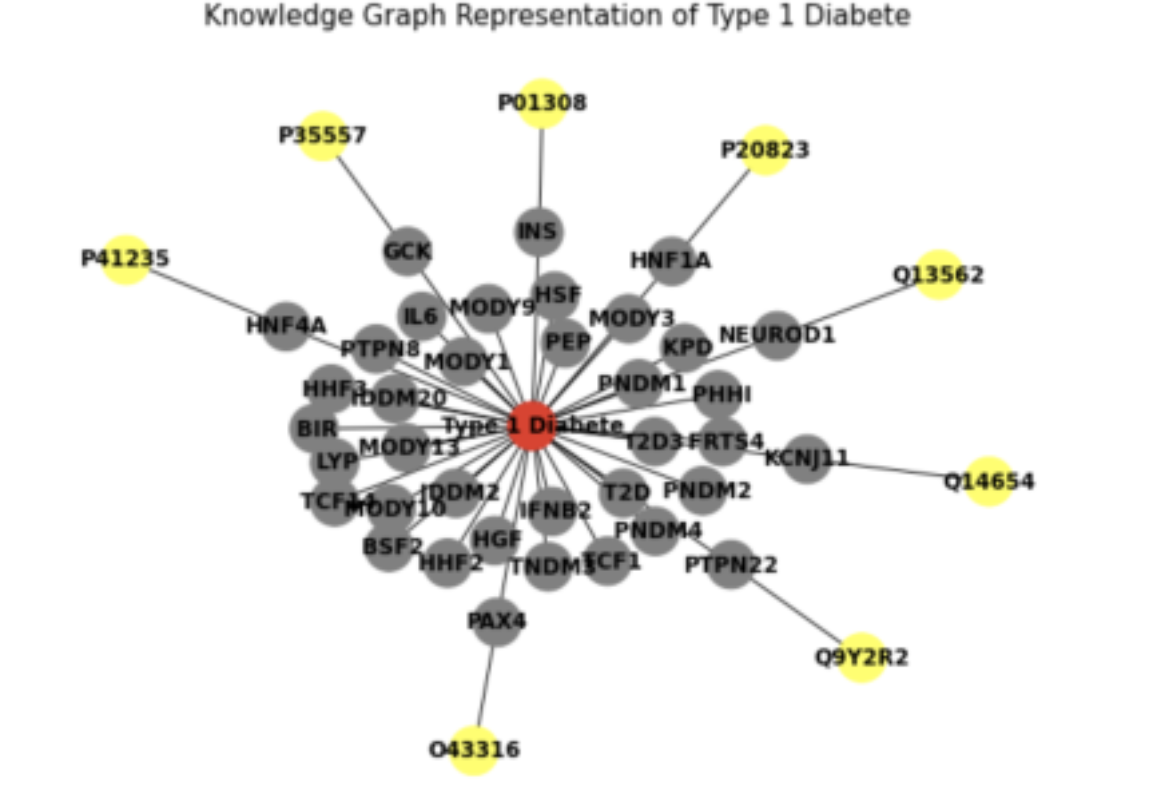 Knowledge Graph Representation of Type 1 Diabete
P01308
P35557
P20823
INS
GCK
HNF1A
P41235
Q13562
HSF
MODY9
IL6
MODY3
HNF4A
NEUROD1
PEP
KPD
PTPN8
MODY1
PNDM1
HHF3
IDDM20
PHHI
Type 1 Diabete
BIR
T2D3
FRTS4
MODY13
LYP
KCNJ11
Q14654
IDDM2
T2D
PNDM2
TCF14
MODY10
IFNB2
PNDM4
HGF
BSF2
HHF2
TNDM3
TCF1
PTPN22
PAX4
Q9Y2R2
O43316